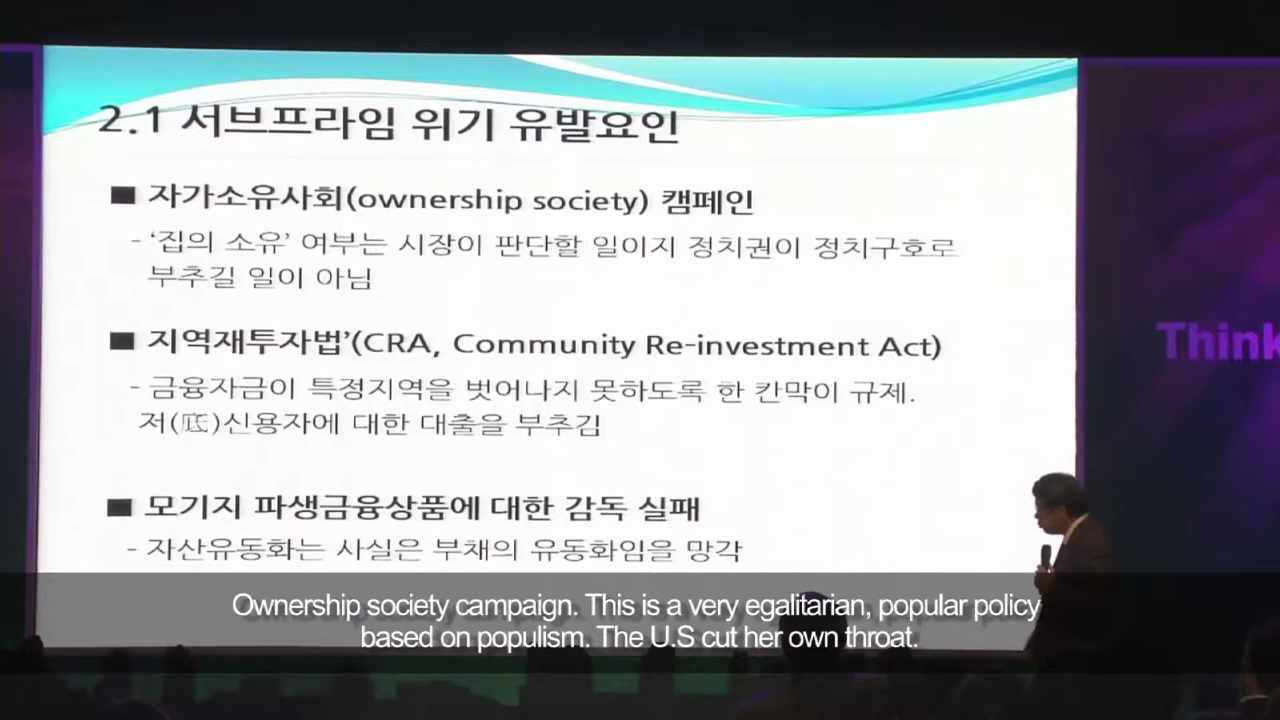 2.1 서브프라임 위기 유발요인
■ 자가소유사회(ownership society) 캠페인
- ‘집의 소유’ 여부는 시장이 판단할 일이지 정치권이 정치구호로
부추길 일이 아님
■ 지역재투자법’(CRA, Community Re-investment Act)
- 금융자금이 특정지역을 벗어나지 못하도록 한 칸막이 규제.
저(底)신용자에 대한 대출을 부추김
■ 모기지 파생금융상품에 대한 감독 실패
- 자산유동화는 사실은 부채의 유동화임을 망각
Think
Ownership society campaign. This is a very egalitarian, popular policy
based on populism. The U.S cut her own throat.